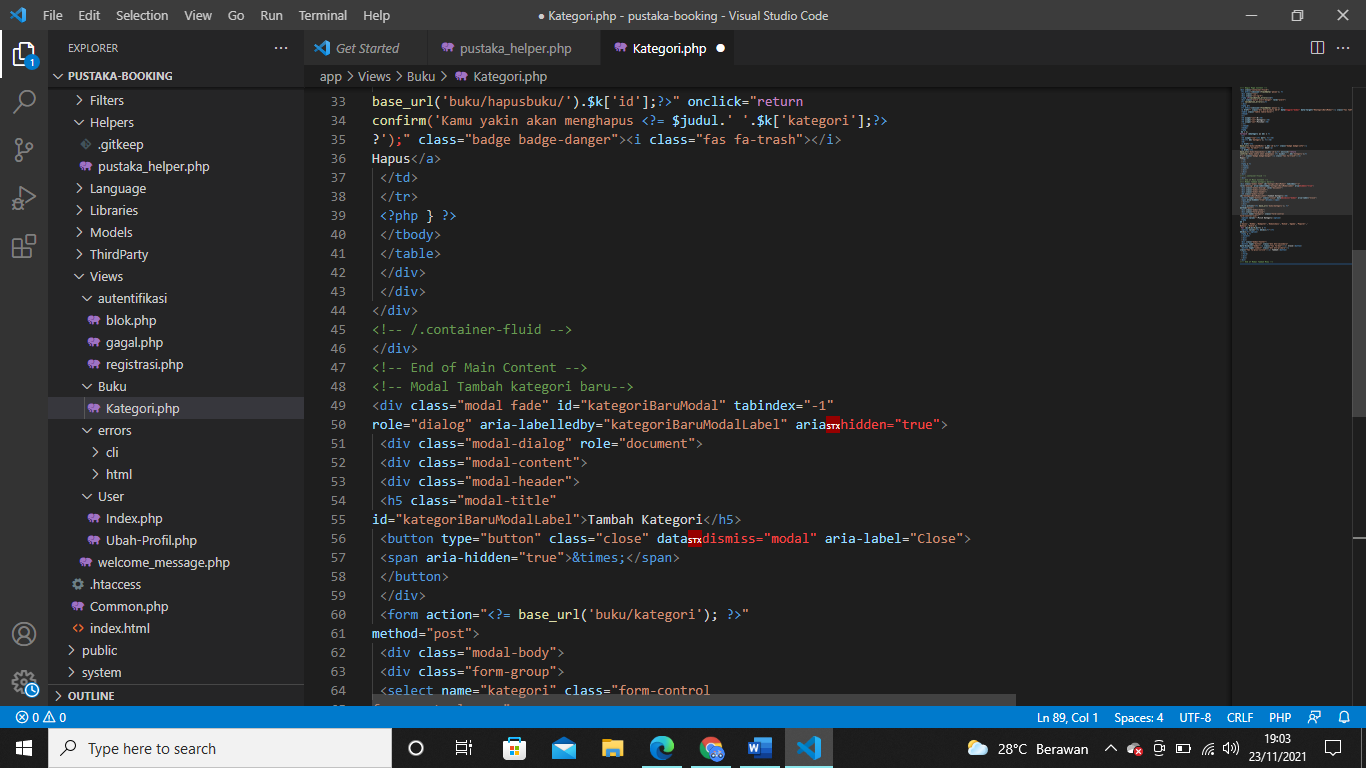 File Edit Selection View Go Run Terminal Help
● Kategori.php - pustaka-booking - Visual Studio Code
EXPLORER
Get Started
pustaka_helper.php
Kategori.php
PUSTAKA-BOOKING
app > Views > Buku > Kategori.php
Filters
Helpers
.gitkeep
pustaka_helper.php
Language
Libraries
Models
ThirdParty
Views
autentifikasi
blok.php
gagal.php
registrasi.php
Buku
Kategori.php
errors
cli
html
User
Index.php
Ubah-Profil.php
welcome_message.php
.htaccess
Common.php
index.html
public
system
OUTLINE
33 base_url('buku/hapusbuku/').$k['id'];?>" onclick="return
34 confirm('Kamu yakin akan menghapus <?= $judul.' '.$k['kategori'];?>
35 ?');" class="badge badge-danger"><i class="fas fa-trash"></i>
36 Hapus</a>
37 </td>
38 </tr>
39 <?php } ?>
40 </tbody>
41 </table>
42 </div>
43 </div>
44 </div>
45 <!-- /.container-fluid -->
46 </div>
47 <!-- End of Main Content -->
48 <!-- Modal Tambah kategori baru-->
49 <div class="modal fade" id="kategoriBaruModal" tabindex="-1"
50 role="dialog" aria-labelledby="kategoriBaruModalLabel" ariaSTXhidden="true">
51 <div class="modal-dialog" role="document">
52 <div class="modal-content">
53 <div class="modal-header">
54 <h5 class="modal-title"
55 id="kategoriBaruModalLabel">Tambah Kategori</h5>
56 <button type="button" class="close" dataSTXdismiss="modal" aria-label="Close">
57 <span aria-hidden="true">&times;</span>
58 </button>
59 </div>
60 <form action="<?= base_url('buku/kategori'); ?>"
61 method="post">
62 <div class="modal-body">
63 <div class="form-group">
64 <select name="kategori" class="form-control
1
0 0
Ln 89, Col 1 Spaces: 4 UTF-8 CRLF PHP
Type here to search
28°C Berawan
19:03
23/11/2021